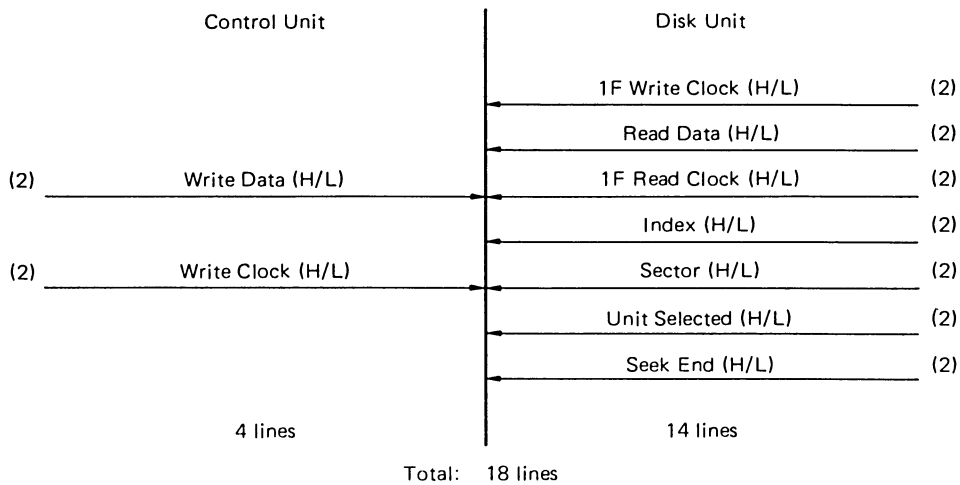 Control Unit
Disk Unit
1F Write Clock (H/L) (2)
Read Data (H/L) (2)
(2) Write Data (H/L)
1F Read Clock (H/L) (2)
Index (H/L) (2)
(2) Write Clock (H/L)
Sector (H/L) (2)
Unit Selected (H/L) (2)
Seek End (H/L) (2)
4 lines
14 lines
Total: 18 lines